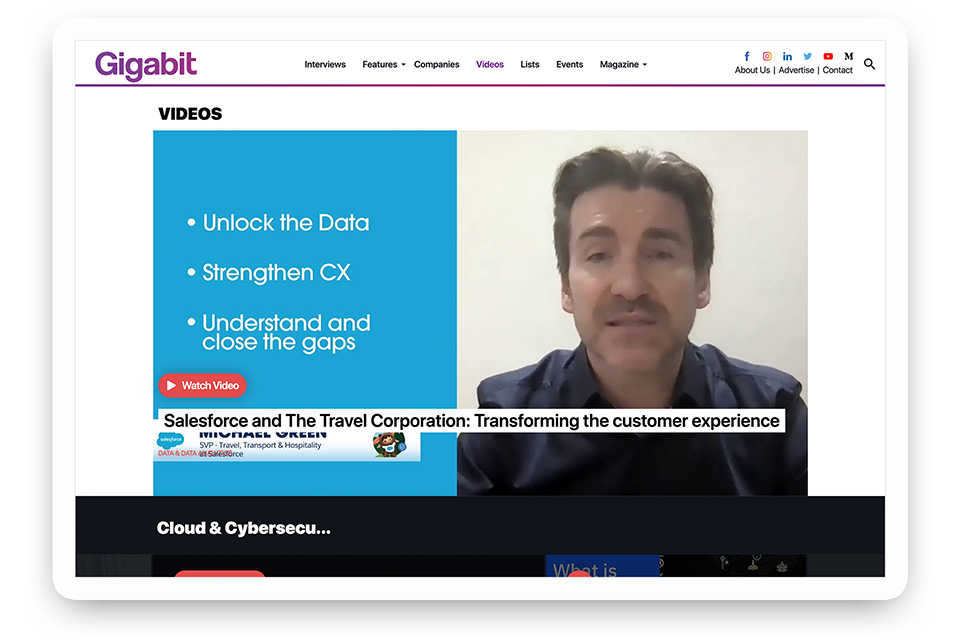 Gigabit
Interviews Features Companies Videos Lists Events Magazine
About Us | Advertise | Contact
VIDEOS
• Unlock the Data
• Strengthen CX
• Understand and
close the gaps
Watch Video
Salesforce and The Travel Corporation: Transforming the customer experience
salesforce
MICHAEL GREEN
SVP - Travel, Transport & Hospitality
at Salesforce
DATA & DATA
Cloud & Cybersecu...
What is